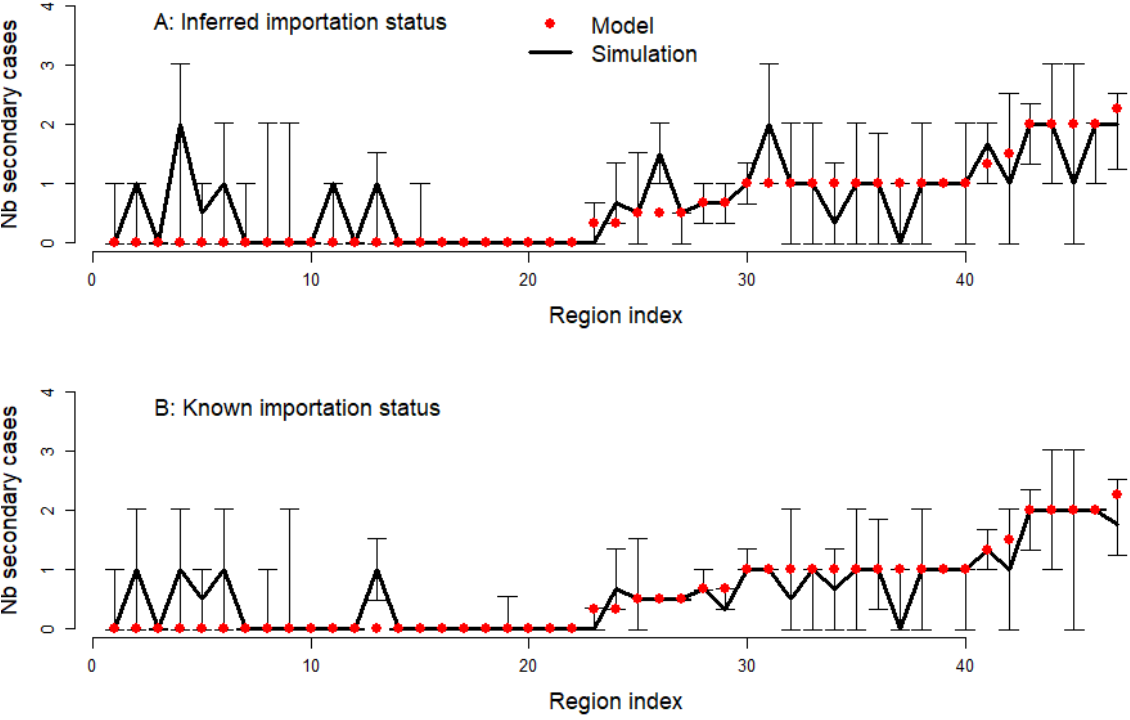 A: Inferred importation status
Model
Simulation
Nb secondary cases
4
3
2
1
0
0 10 20 30 40
Region index
B: Known importation status
Nb secondary cases
4
3
2
1
0
0 10 20 30 40
Region index